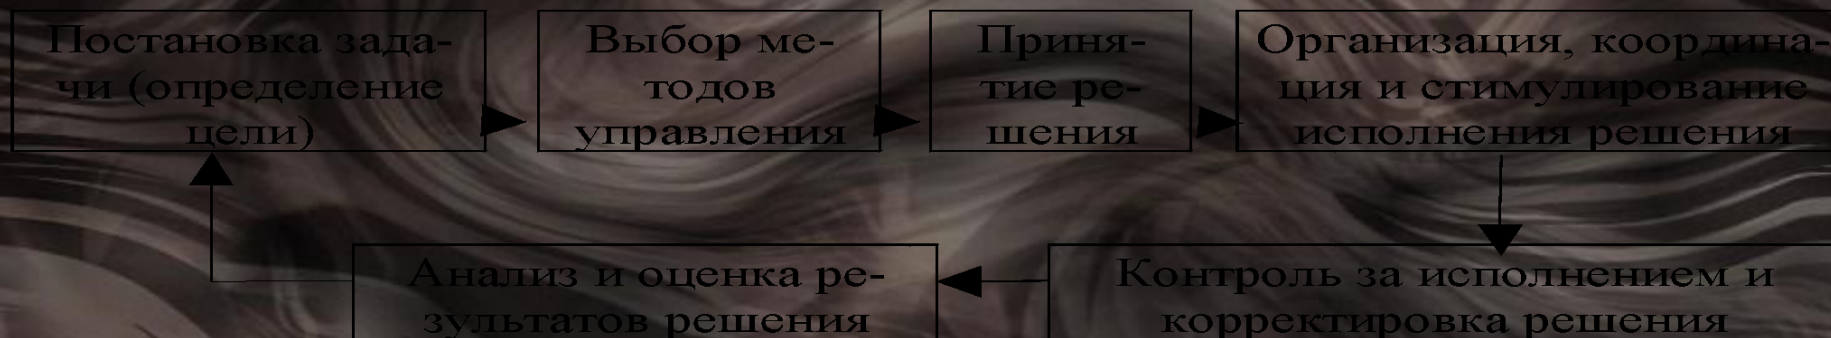 Постановка зада-
чи (определение
цели)
Выбор ме-
тодов
управления
Приня-
тие ре-
шения
Организация, координа-
ция и стимулирование
исполнения решения
Контроль за исполнением и
корректировка решения
Анализ и оценка ре-
зультатов решения